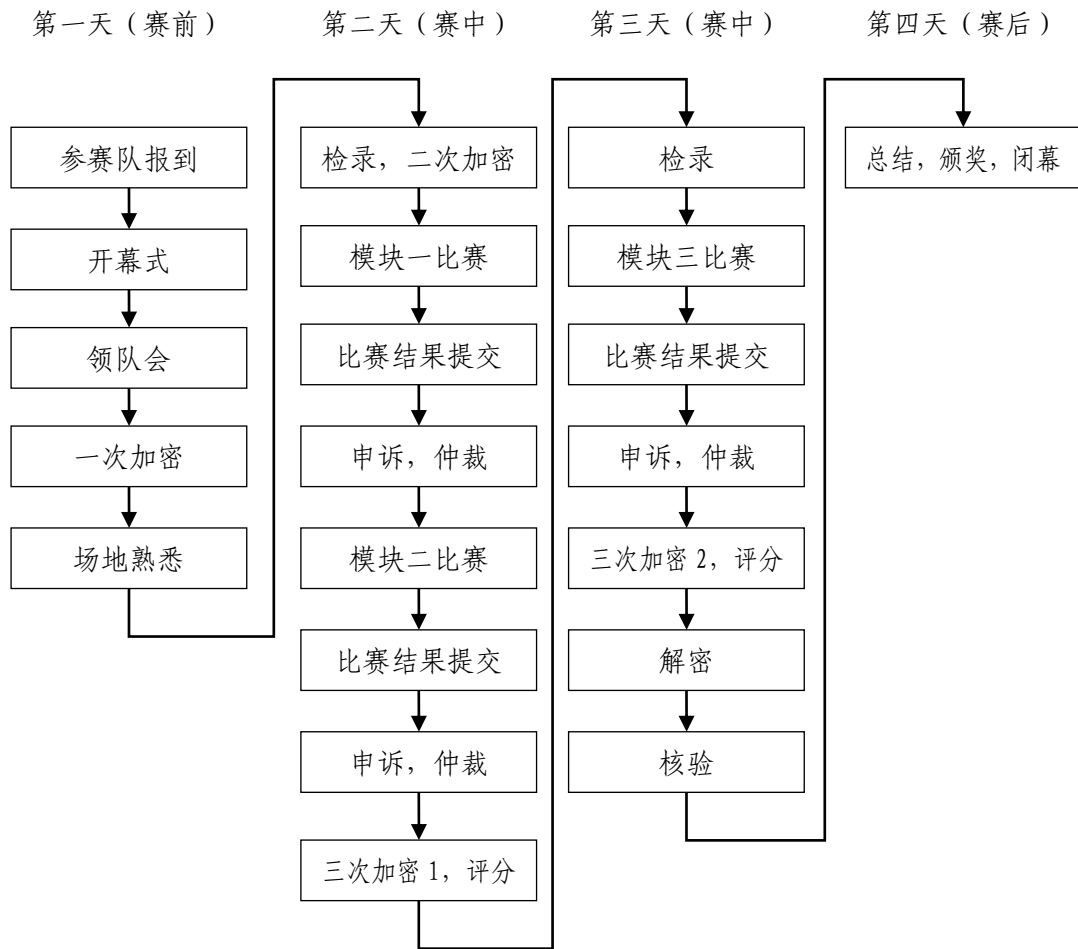 第一天（赛前）
第二天（赛中）
第三天（赛中）
第四天（赛后）
参赛队报到
开幕式
领队会
一次加密
场地熟悉
检录，二次加密
模块一比赛
比赛结果提交
申诉，仲裁
模块二比赛
比赛结果提交
申诉，仲裁
三次加密1，评分
检录
模块三比赛
比赛结果提交
申诉，仲裁
三次加密2，评分
解密
核验
总结，颁奖，闭幕